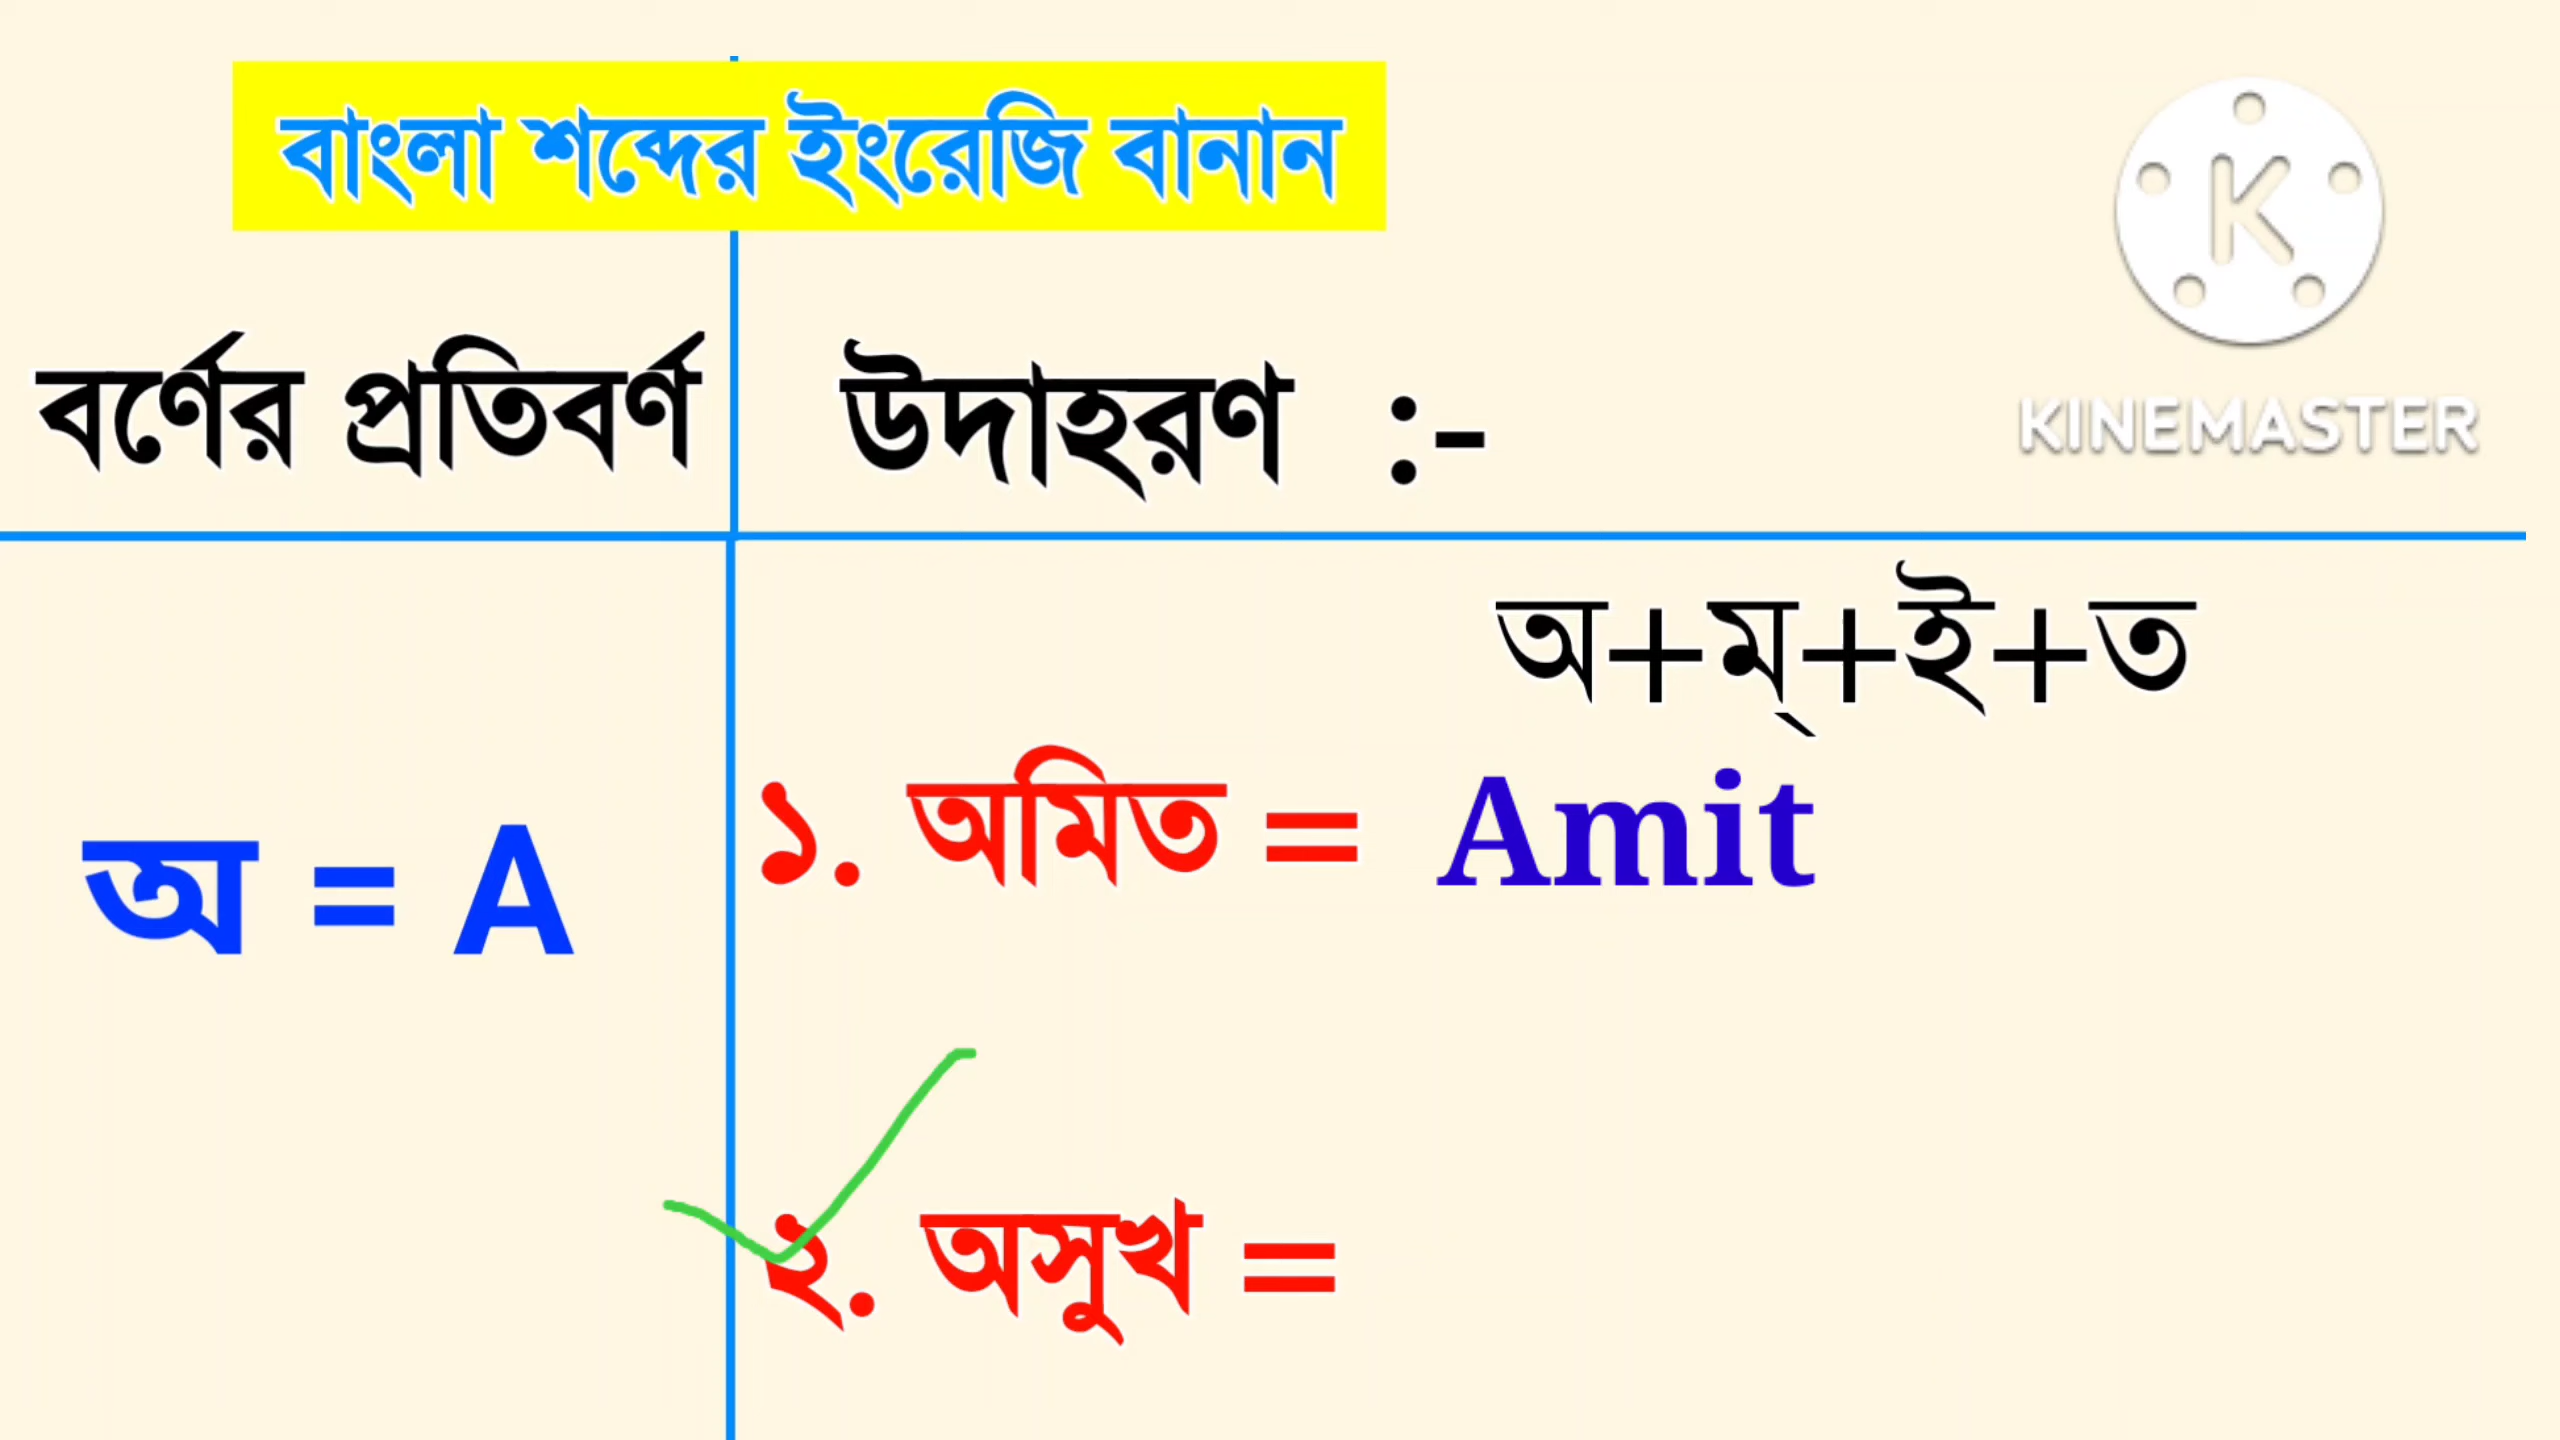 বাংলা শব্দের ইংরেজি বানান
K
KINEMASTER
বর্ণের প্রতিবর্ণ
উদাহরণ :-
অ+ম্+ই+ত
অ = A
১. অমিত = Amit
২. অসুখ =